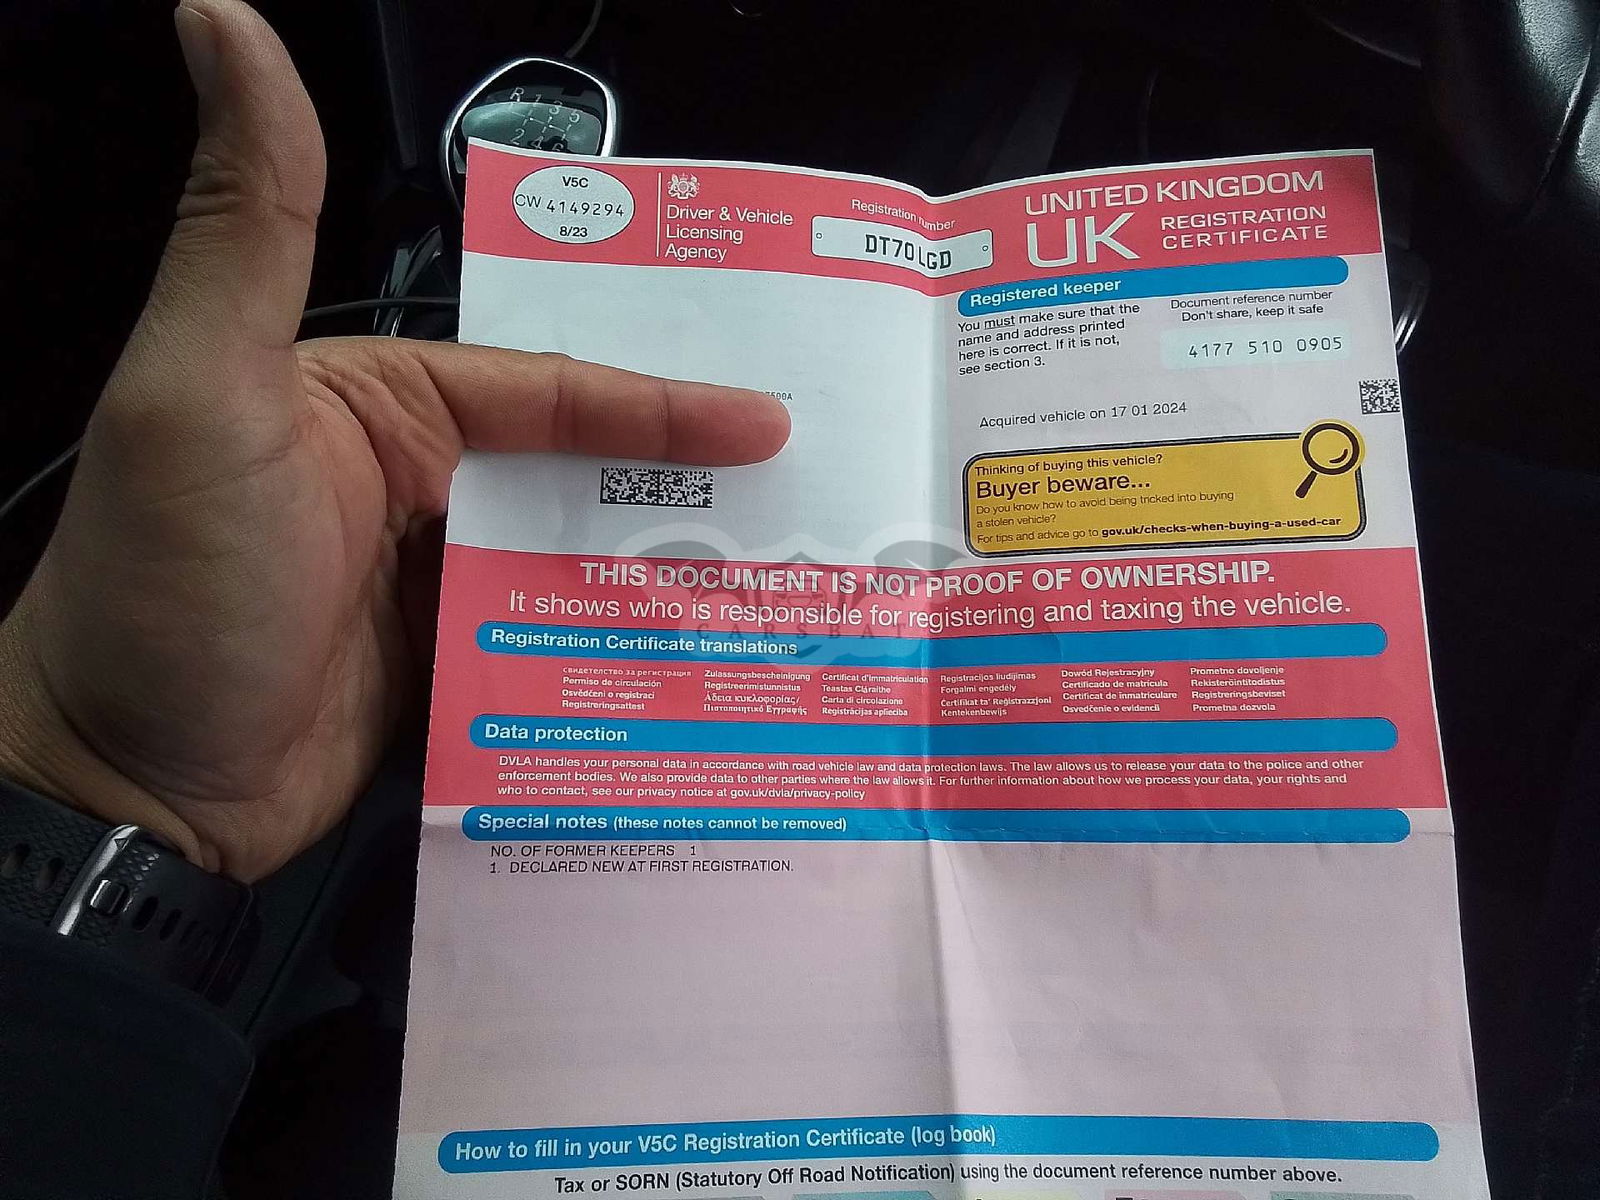 R 1 3 5
2 4 6
V5C
CW 4149294
8/23
Driver & Vehicle
Licensing
Agency
Registration number
DT70 LGD
UNITED KINGDOM
UK REGISTRATION
CERTIFICATE
Registered keeper
You must make sure that the
name and address printed
here is correct. If it is not,
see section 3.
Document reference number
Don't share, keep it safe
4177 510 0905
Acquired vehicle on 17 01 2024
Thinking of buying this vehicle?
Buyer beware...
Do you know how to avoid being tricked into buying
a stolen vehicle?
For tips and advice go to gov.uk/checks-when-buying-a-used-car
THIS DOCUMENT IS NOT PROOF OF OWNERSHIP.
It shows who is responsible for registering and taxing the vehicle.
CARSBAT
Registration Certificate translations
свидетелство за регистрация
Permiso de circulación
Osvědčení o registraci
Registreringsattest
Zulassungsbescheinigung
Registreerimistunnistus
Άδεια κυκλοφορίας/
Πιστοποιητικό Εγγραφής
Certificat d'immatriculation
Teastas Cláraithe
Carta di circolazione
Registrācijas apliecība
Registracijos liudijimas
Forgalmi engedély
Ċertifikat ta' Reġistrazzjoni
Kentekenbewijs
Dowód Rejestracyjny
Certificado de matrícula
Certificat de inmatriculare
Osvedčenie o evidencii
Prometno dovoljenje
Rekisteröintitodistus
Registreringsbeviset
Prometna dozvola
Data protection
DVLA handles your personal data in accordance with road vehicle law and data protection laws. The law allows us to release your data to the police and other
enforcement bodies. We also provide data to other parties where the law allows it. For further information about how we process your data, your rights and
who to contact, see our privacy notice at gov.uk/dvla/privacy-policy
Special notes (these notes cannot be removed)
NO. OF FORMER KEEPERS 1
1. DECLARED NEW AT FIRST REGISTRATION.
How to fill in your V5C Registration Certificate (log book)
Tax or SORN (Statutory Off Road Notification) using the document reference number above.